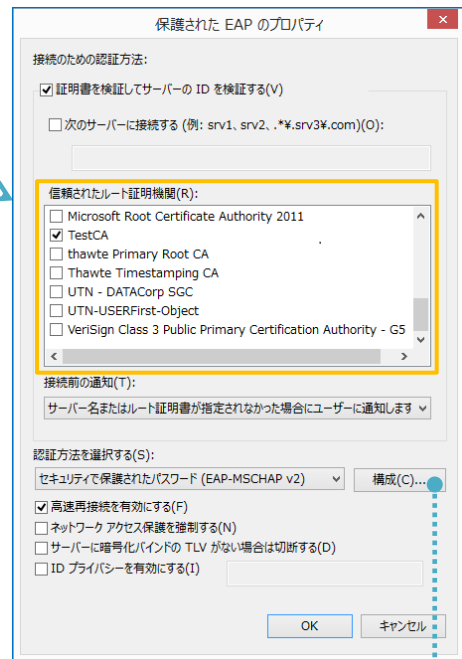 保護された EAP のプロパティ
接続のための認証方法:
証明書を検証してサーバーの ID を検証する(V)
次のサーバーに接続する (例: srv1、srv2、.*¥.srv3¥.com)(O):
信頼されたルート証明機関(R):
Microsoft Root Certificate Authority 2011
TestCA
thawte Primary Root CA
Thawte Timestamping CA
UTN - DATACorp SGC
UTN-USERFirst-Object
VeriSign Class 3 Public Primary Certification Authority - G5
接続前の通知(T):
サーバー名またはルート証明書が指定されなかった場合にユーザーに通知します
認証方法を選択する(S):
セキュリティで保護されたパスワード (EAP-MSCHAP v2)
構成(C)...
高速再接続を有効にする(F)
ネットワーク アクセス保護を強制する(N)
サーバーに暗号化バインドの TLV がない場合は切断する(D)
ID プライバシーを有効にする(I)
OK
キャンセル